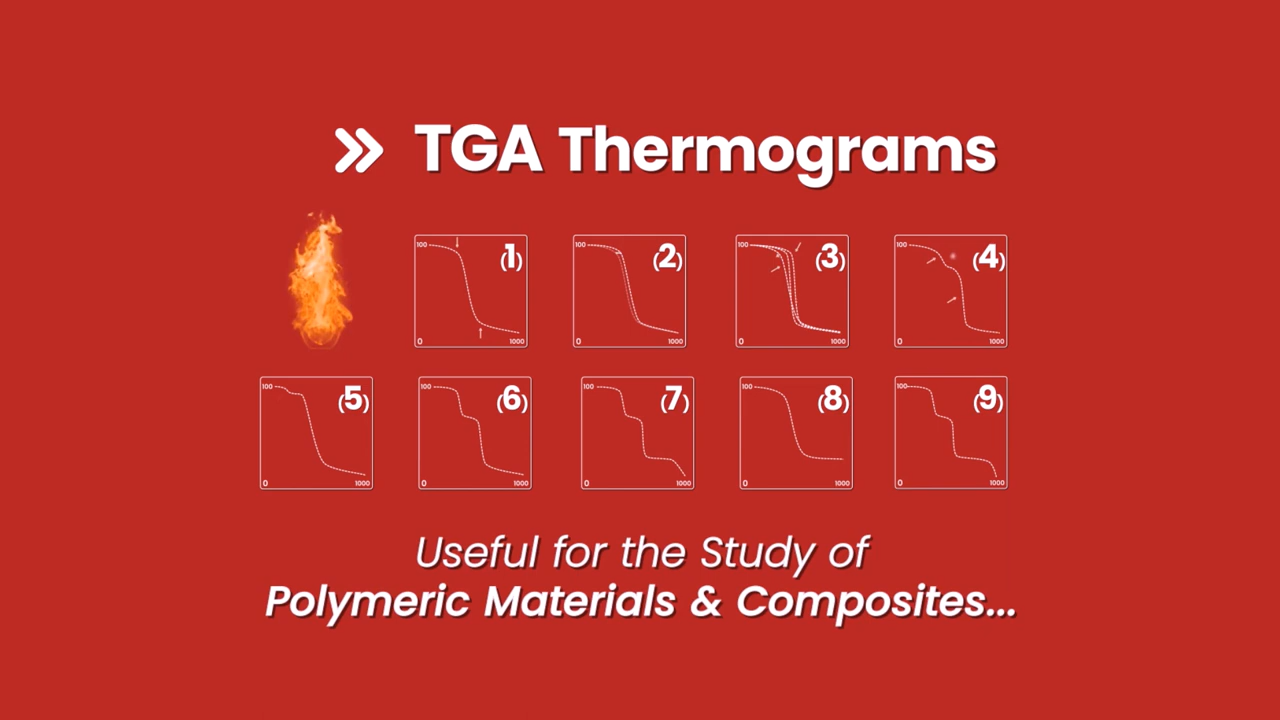 » TGA Thermograms
100 (1) 0 1000
100 (2) 0 1000
100 (3) 0 1000
100 (4) 0 1000
100 (5) 0 1000
100 (6) 0 1000
100 (7) 0 1000
100 (8) 0 1000
100 (9) 0 1000
Useful for the Study of
Polymeric Materials & Composites...